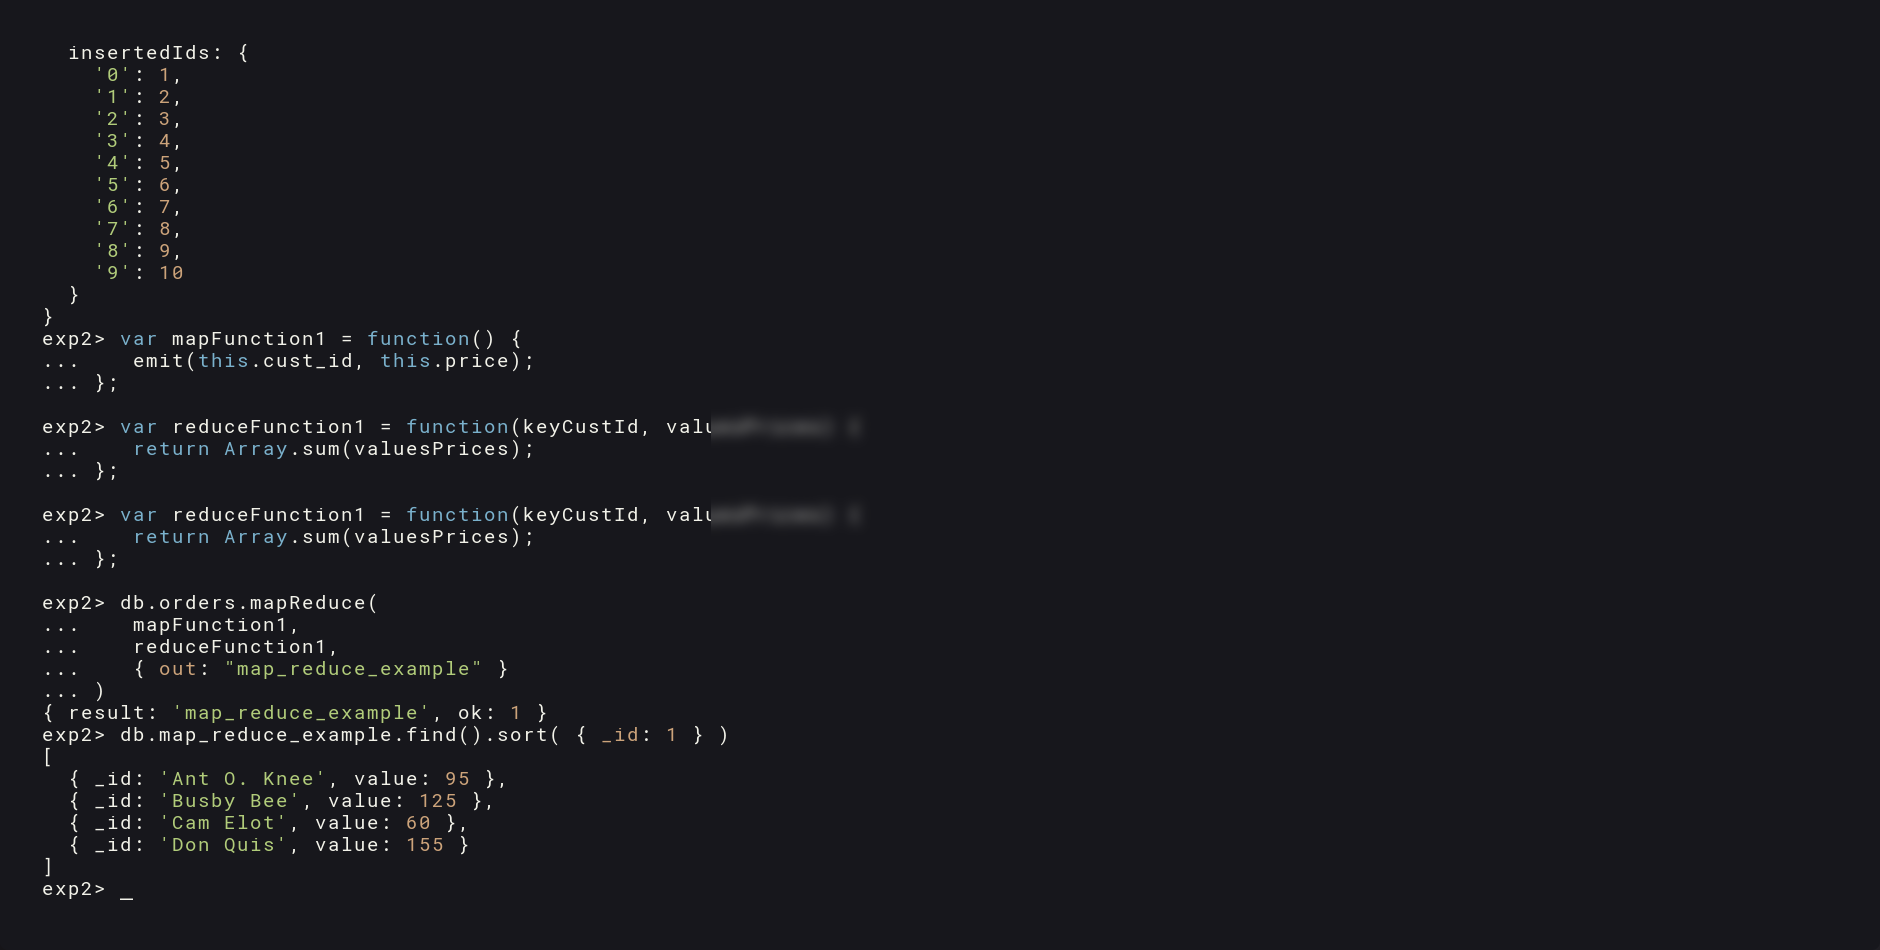 insertedIds: {
'0': 1,
'1': 2,
'2': 3,
'3': 4,
'4': 5,
'5': 6,
'6': 7,
'7': 8,
'8': 9,
'9': 10
}
}
exp2> var mapFunction1 = function() {
...    emit(this.cust_id, this.price);
... };
exp2> var reduceFunction1 = function(keyCustId,
...    return Array.sum(valuesPrices);
... };
exp2> var reduceFunction1 = function(keyCustId,
...    return Array.sum(valuesPrices);
... };
exp2> db.orders.mapReduce(
...    mapFunction1,
...    reduceFunction1,
...    { out: "map_reduce_example" }
... )
{ result: 'map_reduce_example', ok: 1 }
exp2> db.map_reduce_example.find().sort( { _id: 1 } )
[
{ _id: 'Ant O. Knee', value: 95 },
{ _id: 'Busby Bee', value: 125 },
{ _id: 'Cam Elot', value: 60 },
{ _id: 'Don Quis', value: 155 }
]
exp2> _